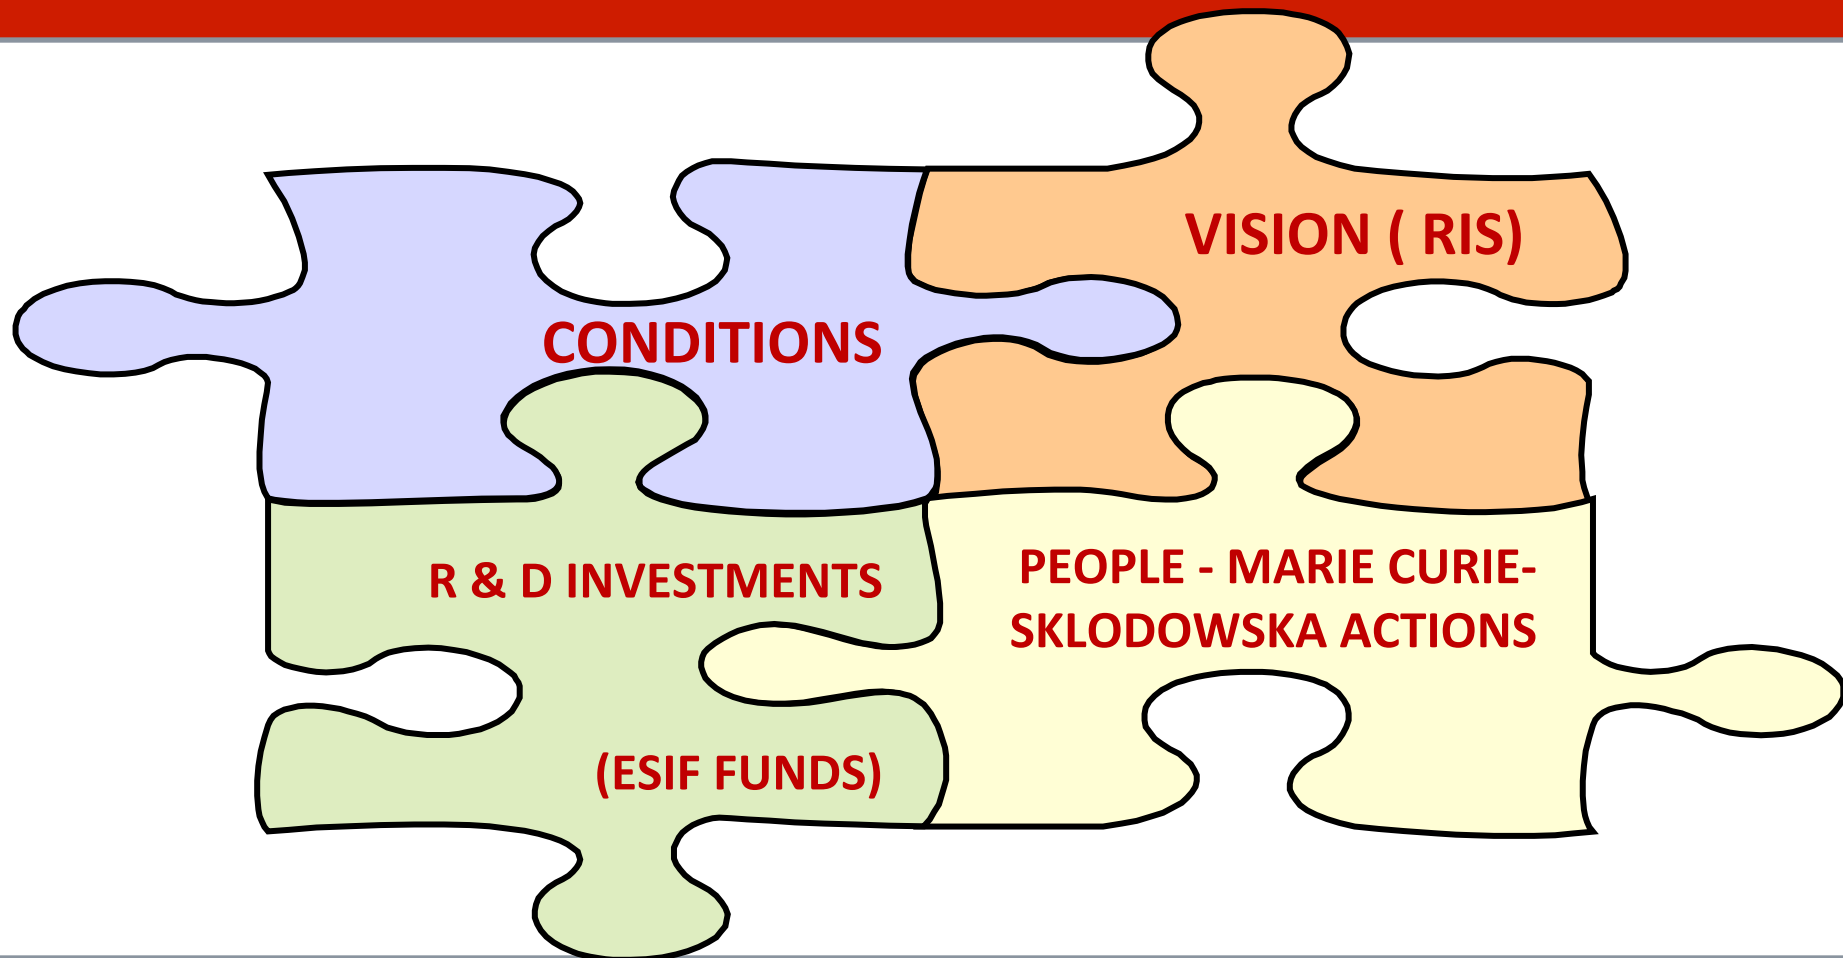 VISION ( RIS)
CONDITIONS
R & D INVESTMENTS
(ESIF FUNDS)
PEOPLE - MARIE CURIE-
SKLODOWSKA ACTIONS